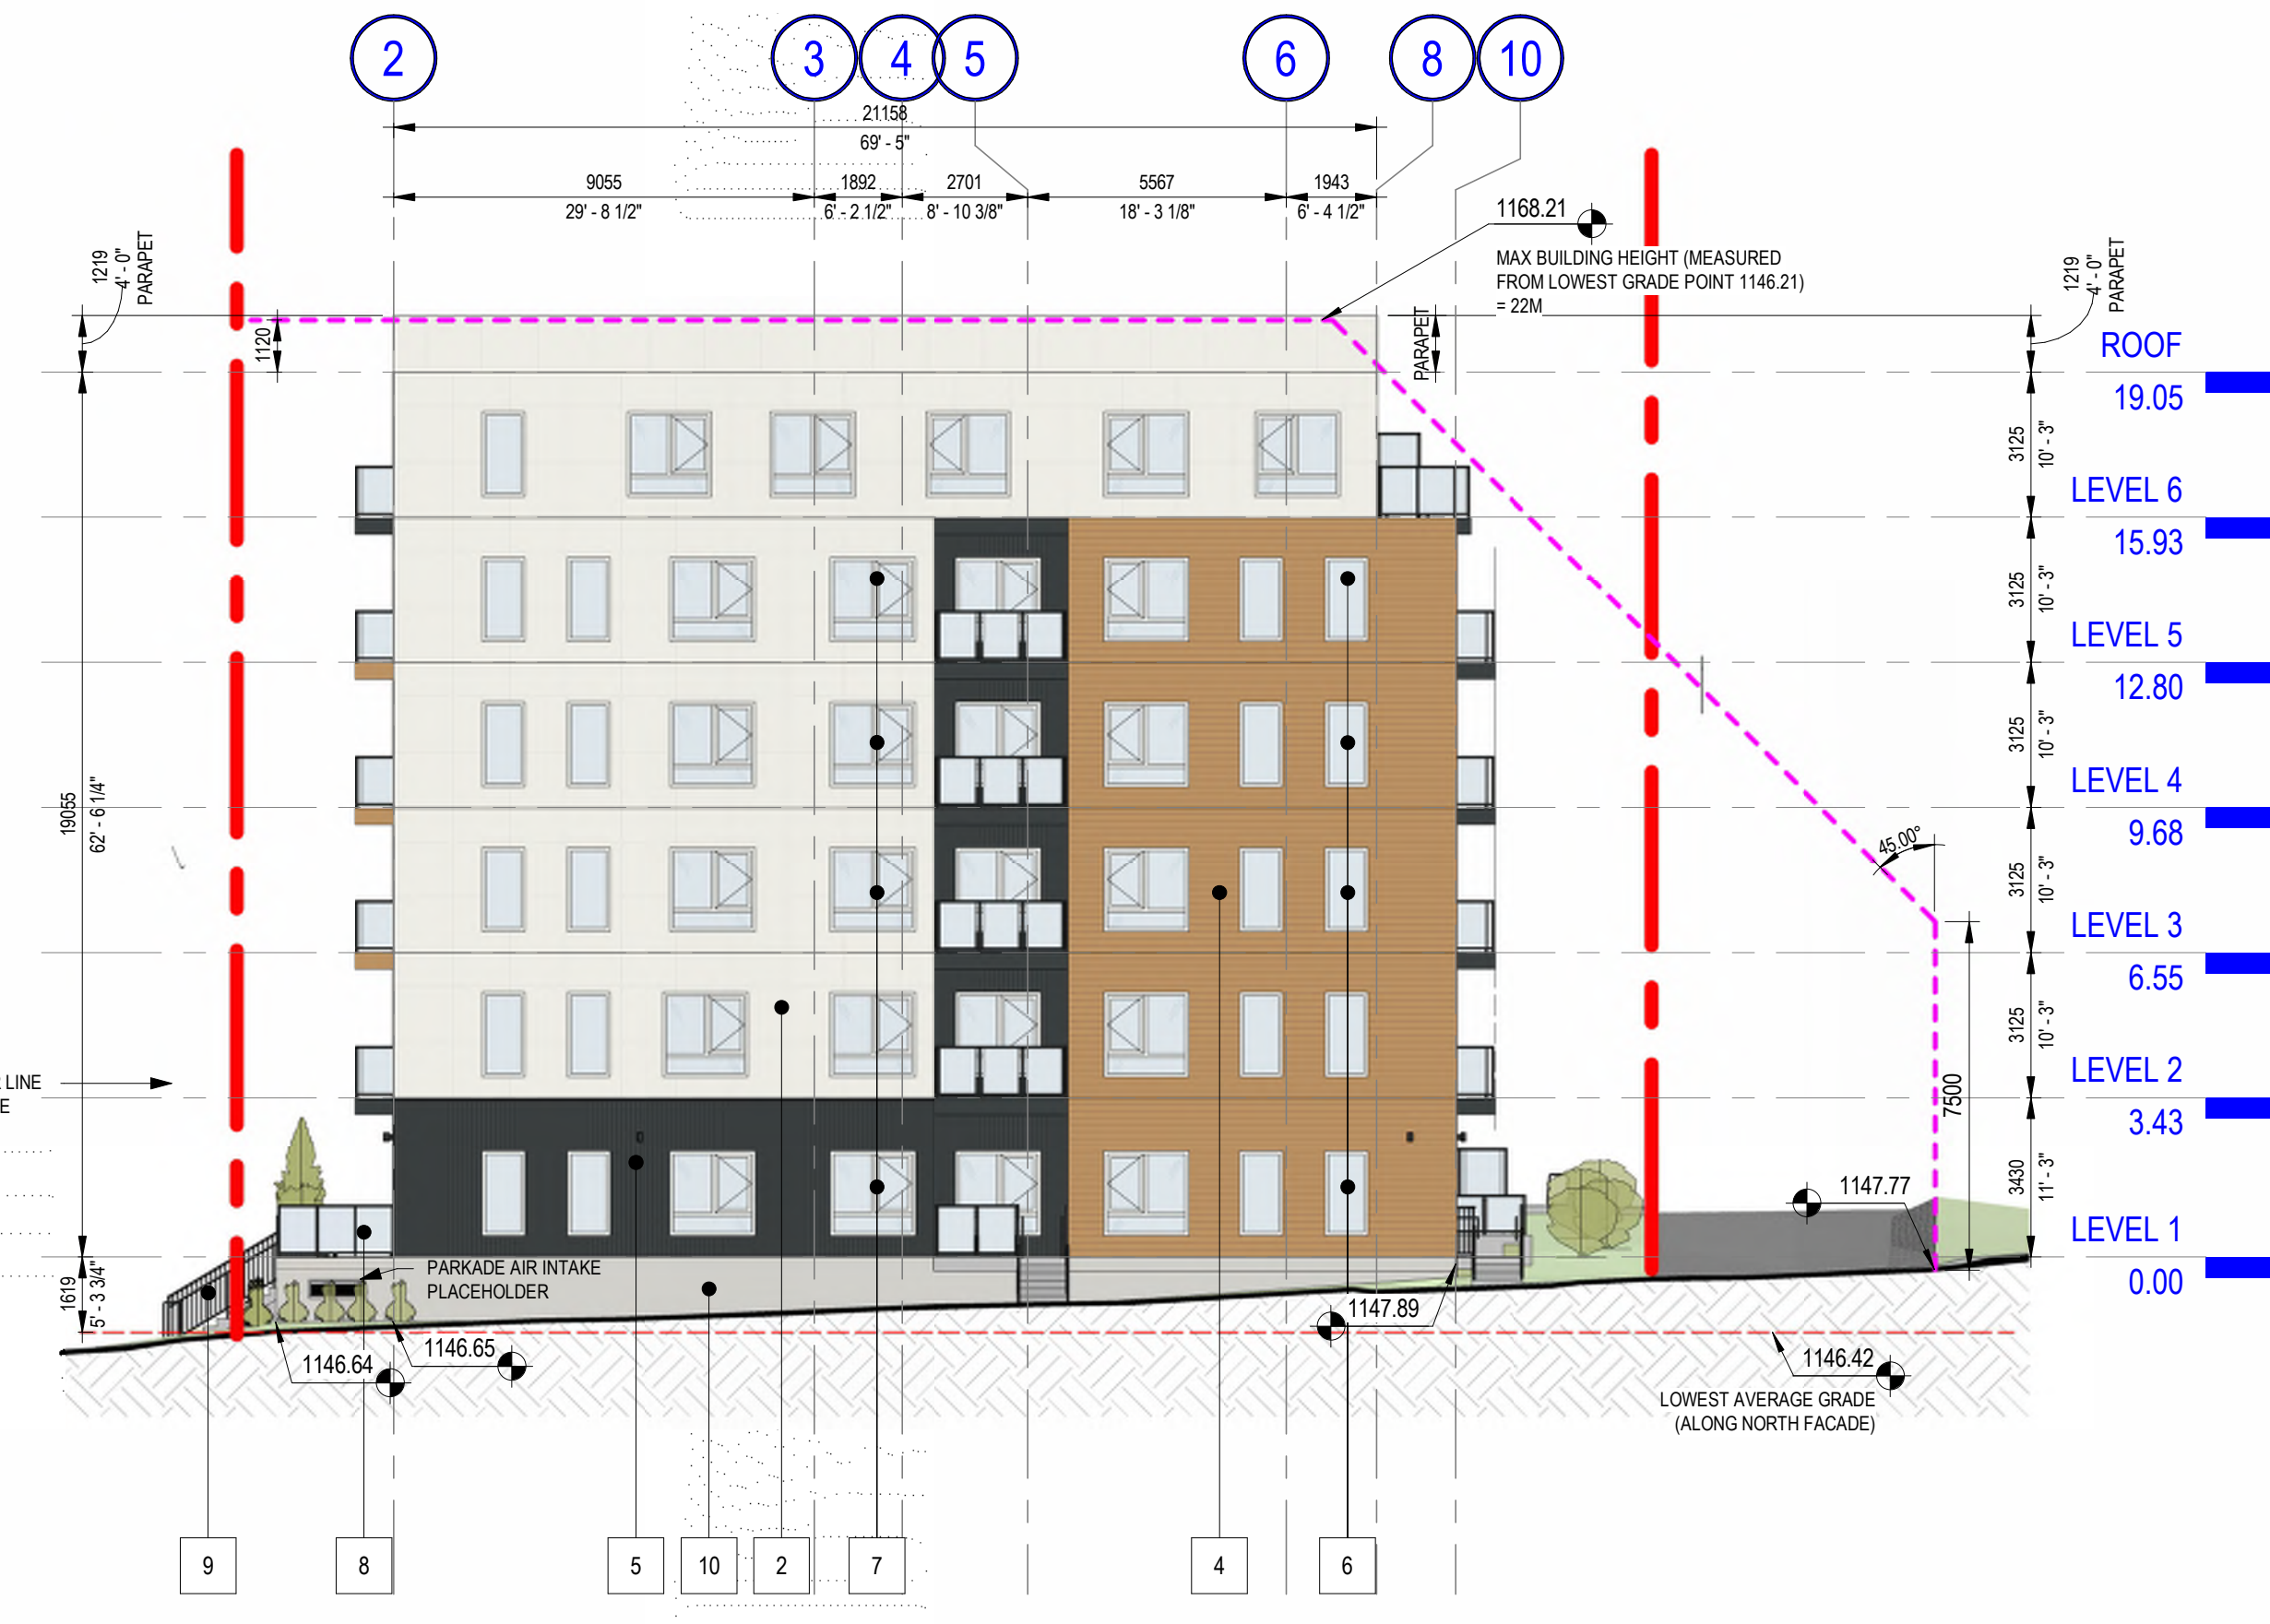 2
3
4
5
6
8
10
21158
69' - 5"
9055
29' - 8 1/2"
1892
6' - 2 1/2"
2701
8' - 10 3/8"
5567
18' - 3 1/8"
1943
6' - 4 1/2"
1168.21
MAX BUILDING HEIGHT (MEASURED
FROM LOWEST GRADE POINT 1146.21)
= 22M
1219
4' - 0"
PARAPET
1120
PARAPET
1219
4' - 0"
PARAPET
ROOF
19.05
3125
10' - 3"
LEVEL 6
15.93
3125
10' - 3"
LEVEL 5
12.80
3125
10' - 3"
LEVEL 4
9.68
3125
10' - 3"
LEVEL 3
6.55
3125
10' - 3"
LEVEL 2
3.43
3430
11' - 3"
LEVEL 1
0.00
45.00°
7500
19055
62' - 6 1/4"
LINE
1619
5' - 3 3/4"
PARKADE AIR INTAKE
PLACEHOLDER
1147.77
1147.89
1146.64
1146.65
1146.42
LOWEST AVERAGE GRADE
(ALONG NORTH FACADE)
9
8
5
10
2
7
4
6